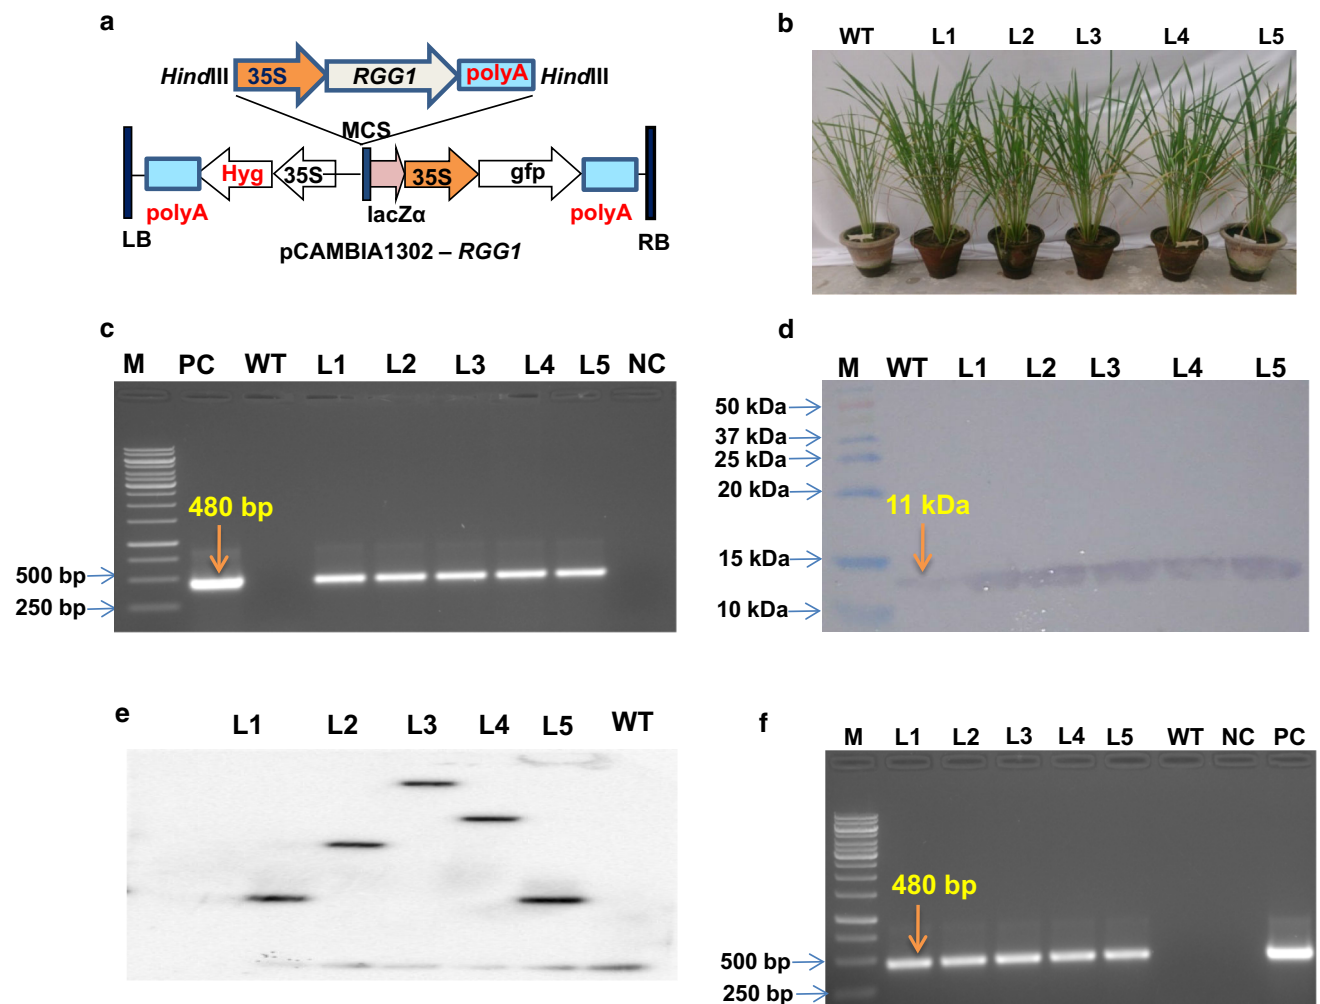 a
HindIII 35S RGG1 polyA HindIII
MCS
Hyg 35S 35S gfp
polyA lacZα polyA
LB RB
pCAMBIA1302 – RGG1
b
WT L1 L2 L3 L4 L5
c
M PC WT L1 L2 L3 L4 L5 NC
480 bp
500 bp
250 bp
d
M WT L1 L2 L3 L4 L5
50 kDa
37 kDa
25 kDa
20 kDa
11 kDa
15 kDa
10 kDa
e
L1 L2 L3 L4 L5 WT
f
M L1 L2 L3 L4 L5 WT NC PC
480 bp
500 bp
250 bp